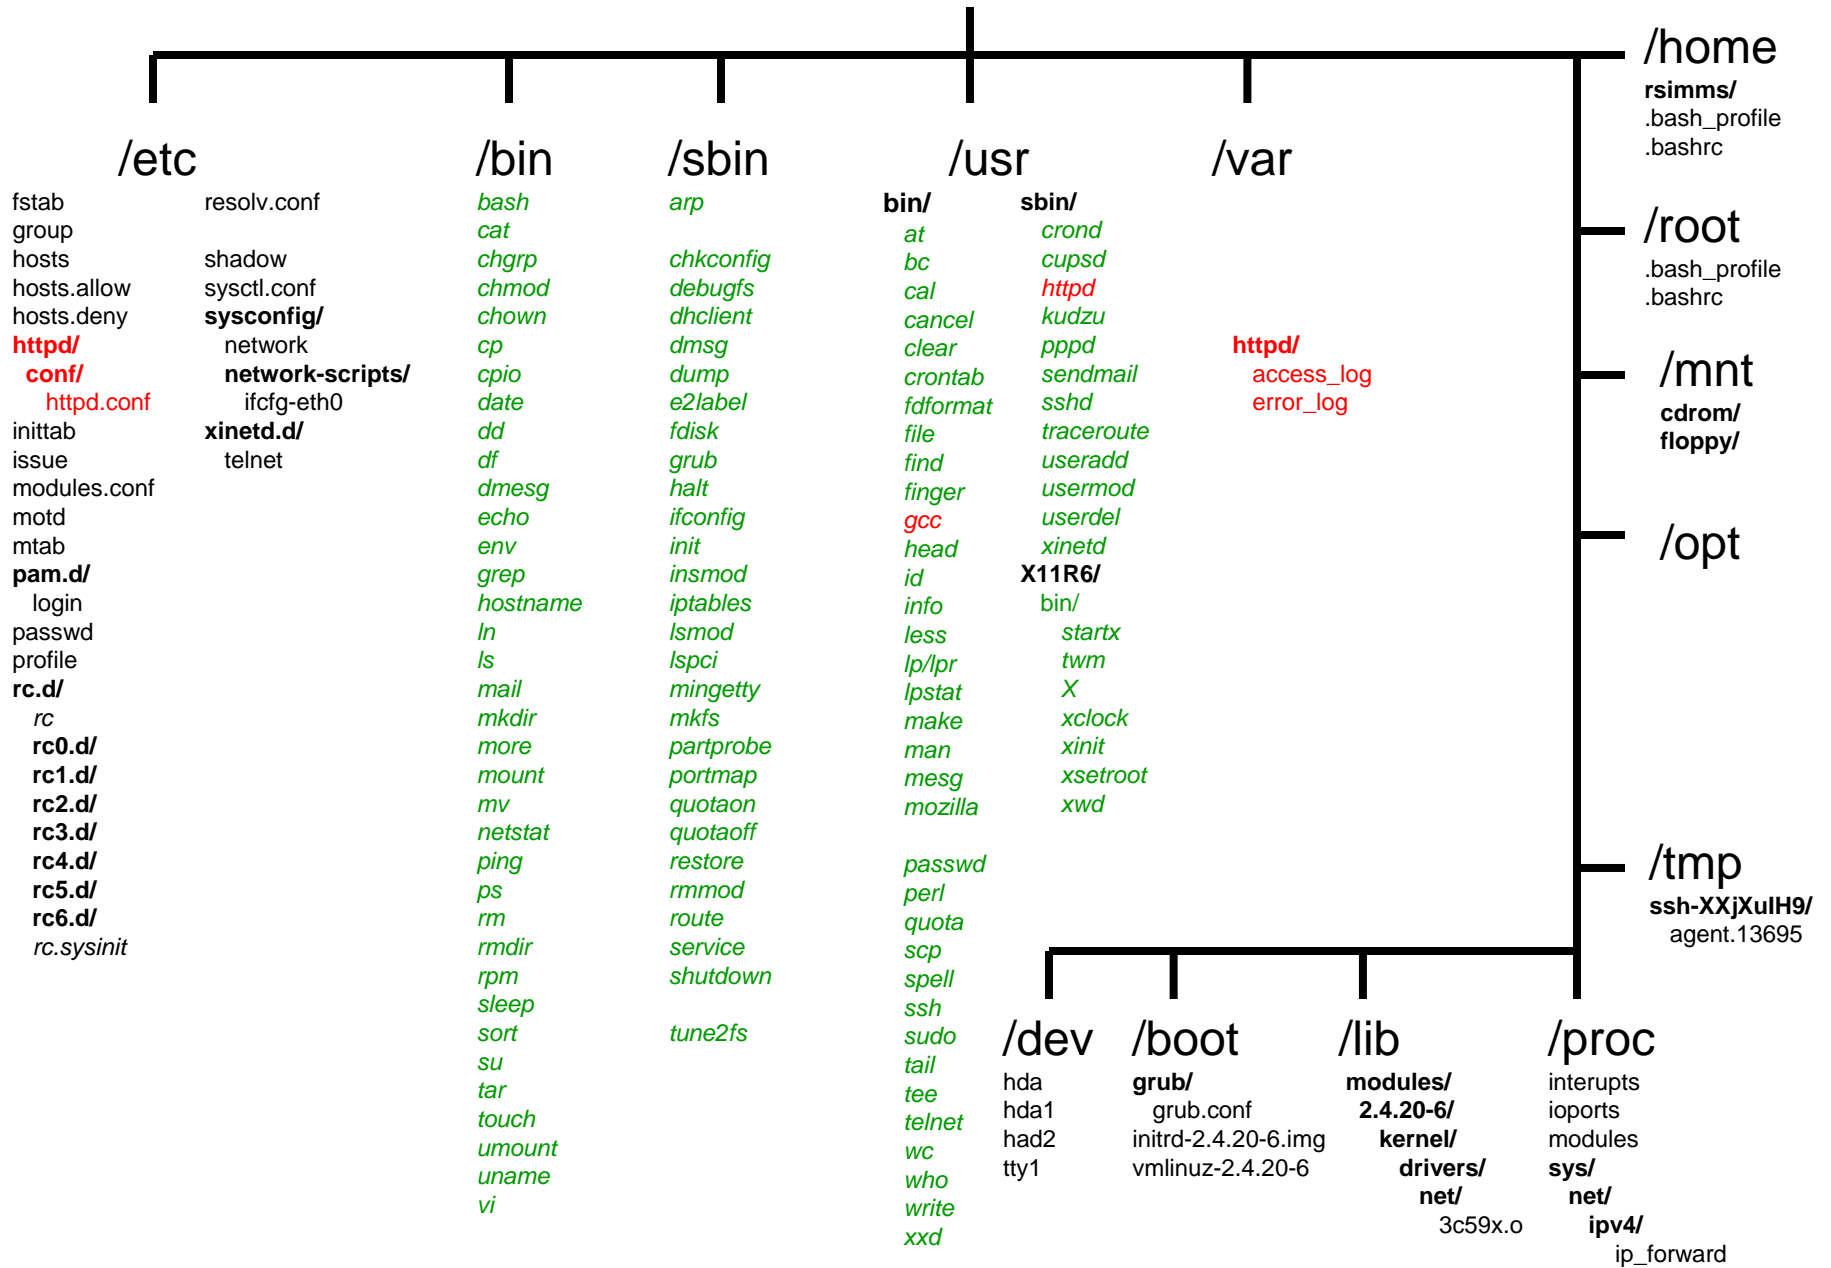 /home
rsimms/
.bash_profile
.bashrc
/root
.bash_profile
.bashrc
/mnt
cdrom/
floppy/
/opt
/tmp
ssh-XXjXuIH9/
agent.13695
/etc
fstab
group
hosts
hosts.allow
hosts.deny
httpd/
conf/
httpd.conf
inittab
issue
modules.conf
motd
mtab
pam.d/
login
passwd
profile
rc.d/
rc
rc0.d/
rc1.d/
rc2.d/
rc3.d/
rc4.d/
rc5.d/
rc6.d/
rc.sysinit
resolv.conf
shadow
sysctl.conf
sysconfig/
network
network-scripts/
ifcfg-eth0
xinetd.d/
telnet
/bin
bash
cat
chgrp
chmod
chown
cp
cpio
date
dd
df
dmesg
echo
env
grep
hostname
ln
ls
mail
mkdir
more
mount
mv
netstat
ping
ps
rm
rmdir
rpm
sleep
sort
su
tar
touch
umount
uname
vi
/sbin
arp
chkconfig
debugfs
dhclient
dmsg
dump
e2label
fdisk
grub
halt
ifconfig
init
insmod
iptables
lsmod
lspci
mingetty
mkfs
partprobe
portmap
quotaon
quotaoff
restore
rmmod
route
service
shutdown
tune2fs
/usr
bin/
at
bc
cal
cancel
clear
crontab
fdformat
file
find
finger
gcc
head
id
info
less
lp/lpr
lpstat
make
man
mesg
mozilla
passwd
perl
quota
scp
spell
ssh
sudo
tail
tee
telnet
wc
who
write
xxd
sbin/
crond
cupsd
httpd
kudzu
pppd
sendmail
sshd
traceroute
useradd
usermod
userdel
xinetd
X11R6/
bin/
startx
twm
X
xclock
xinit
xsetroot
xwd
/var
httpd/
access_log
error_log
/dev
hda
hda1
had2
tty1
/boot
grub/
grub.conf
initrd-2.4.20-6.img
vmlinuz-2.4.20-6
/lib
modules/
2.4.20-6/
kernel/
drivers/
net/
3c59x.o
/proc
interupts
ioports
modules
sys/
net/
ipv4/
ip_forward